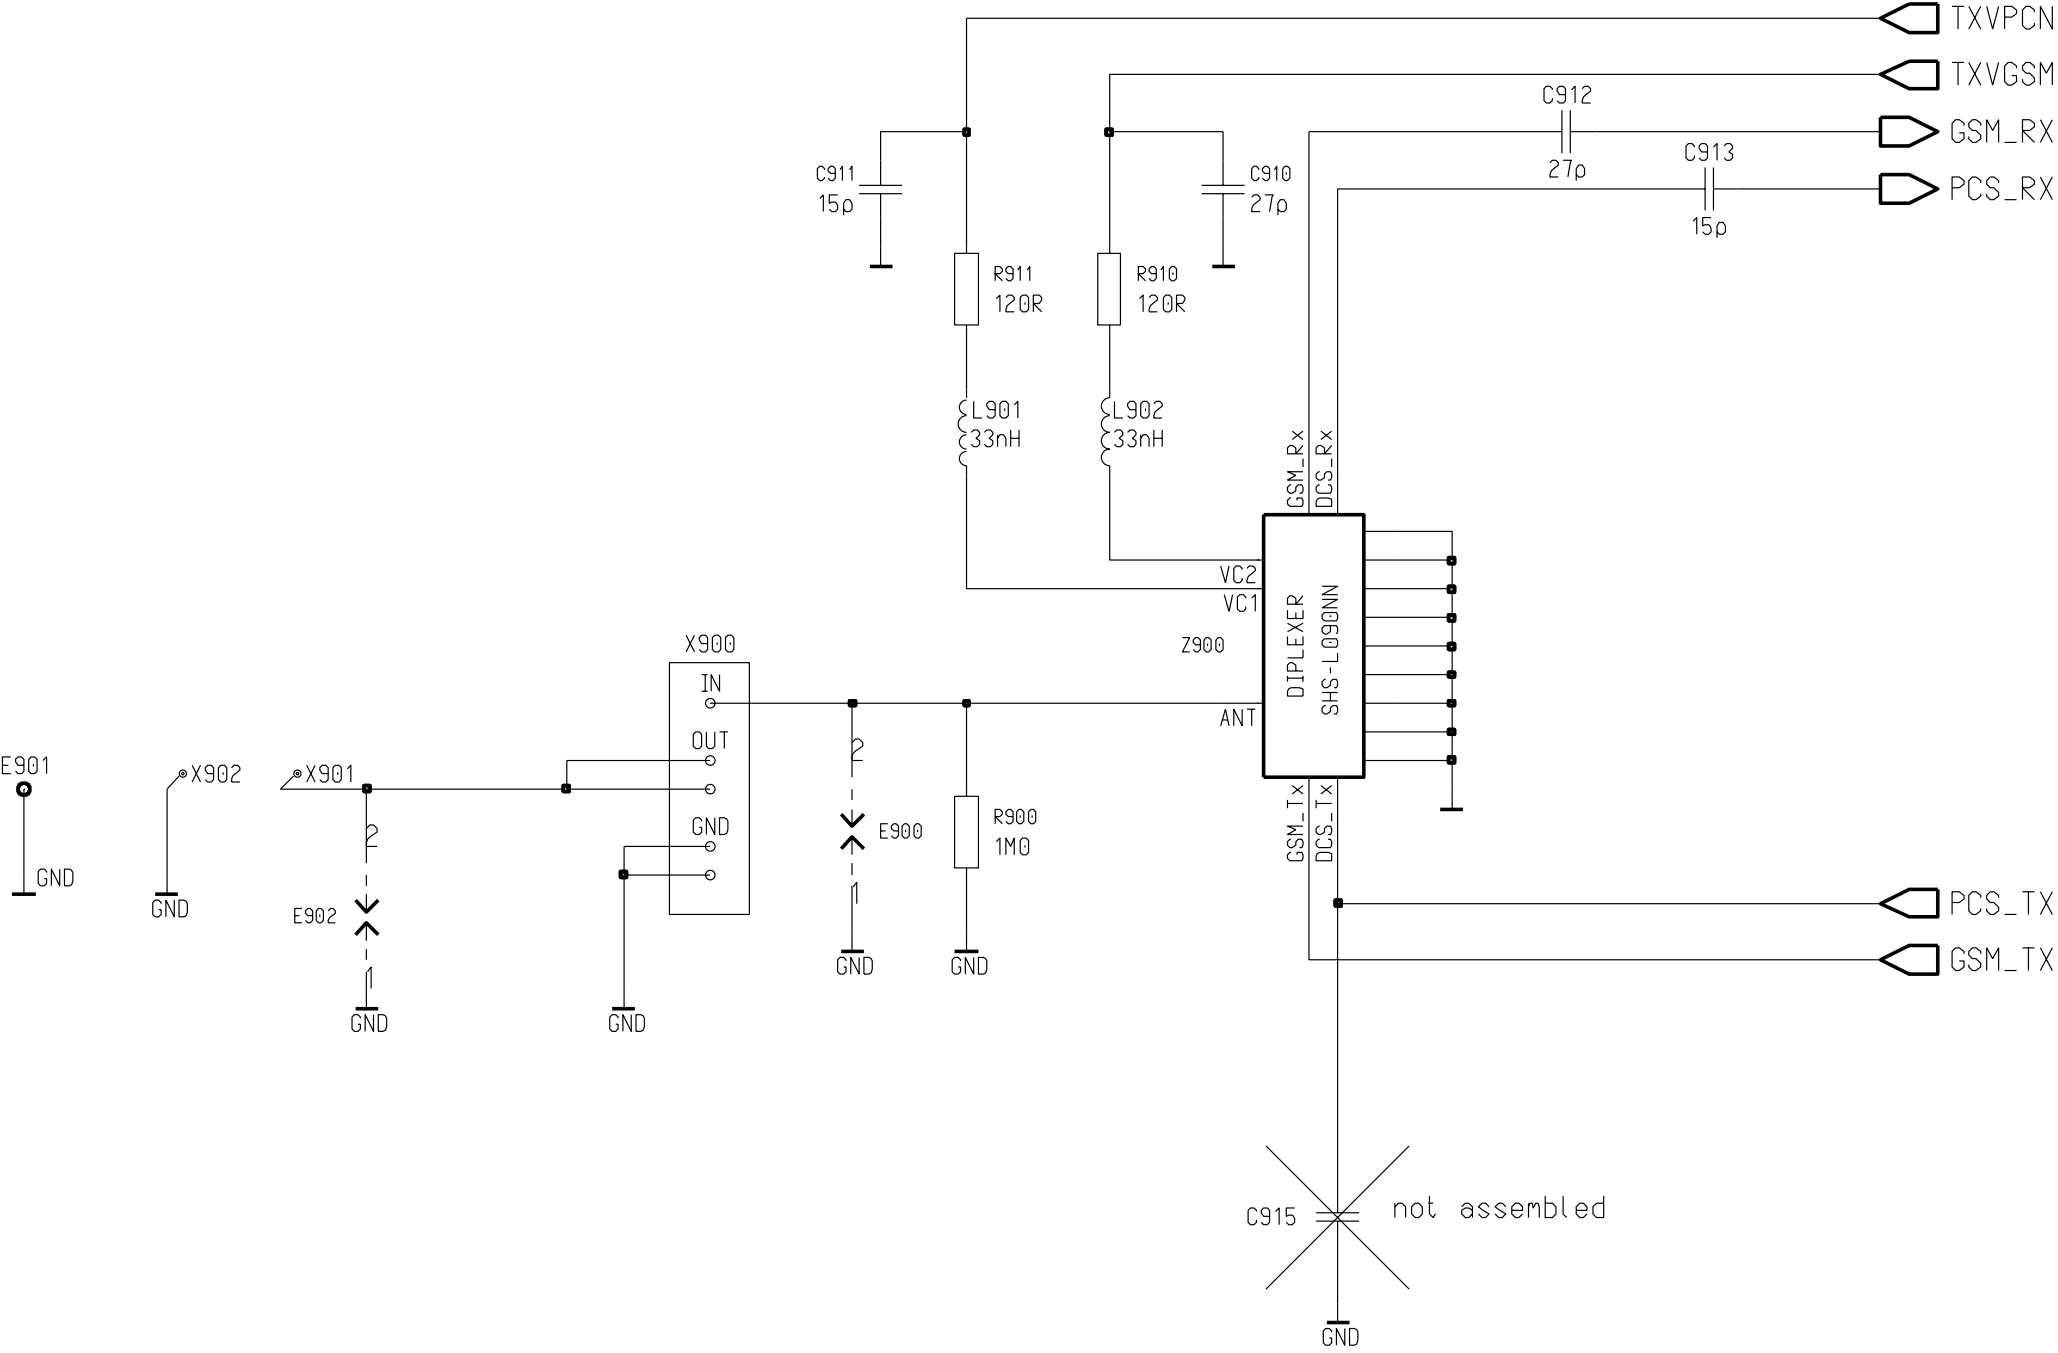 TXVPCN
TXVGSM
C912
GSM_RX
27p
C913
PCS_RX
15p
C911
15p
C910
27p
R911
120R
R910
120R
L901
33nH
L902
33nH
GSM_Rx
DCS_Rx
VC2
VC1
Z900
DIPLEXER
SHS-L090NN
ANT
X900
IN
OUT
GND
E901
GND
X902
GND
X901
2
E902
1
GND
GND
2
E900
1
GND
R900
1M0
GND
GSM_Tx
DCS_Tx
PCS_TX
GSM_TX
C915
not assembled
GND